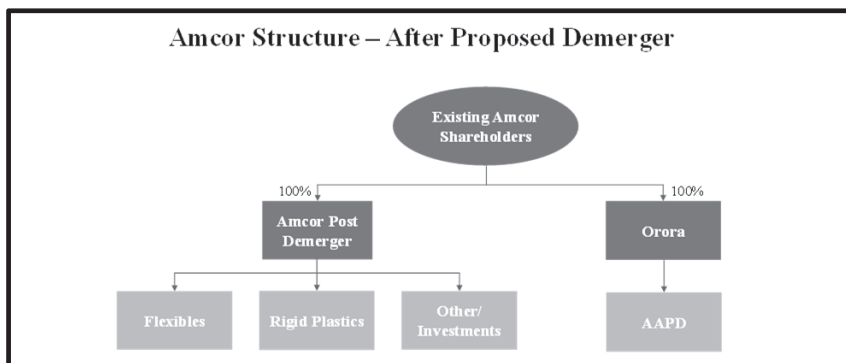 Amcor Structure – After Proposed Demerger
Existing Amcor
Shareholders
100%
100%
Amcor Post
Demerger
Orora
Flexibles
Rigid Plastics
Other/
Investments
AAPD